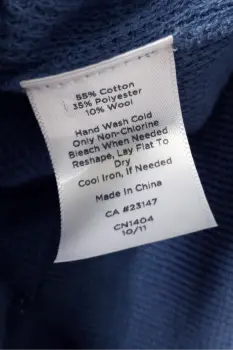 55% Cotton
35% Polyester
10% Wool
Hand Wash Cold
Only Non-Chlorine
Bleach When Needed
Reshape, Lay Flat To
Dry
Cool Iron, If Needed
Made In China
CA #23147
CN1404
10/11